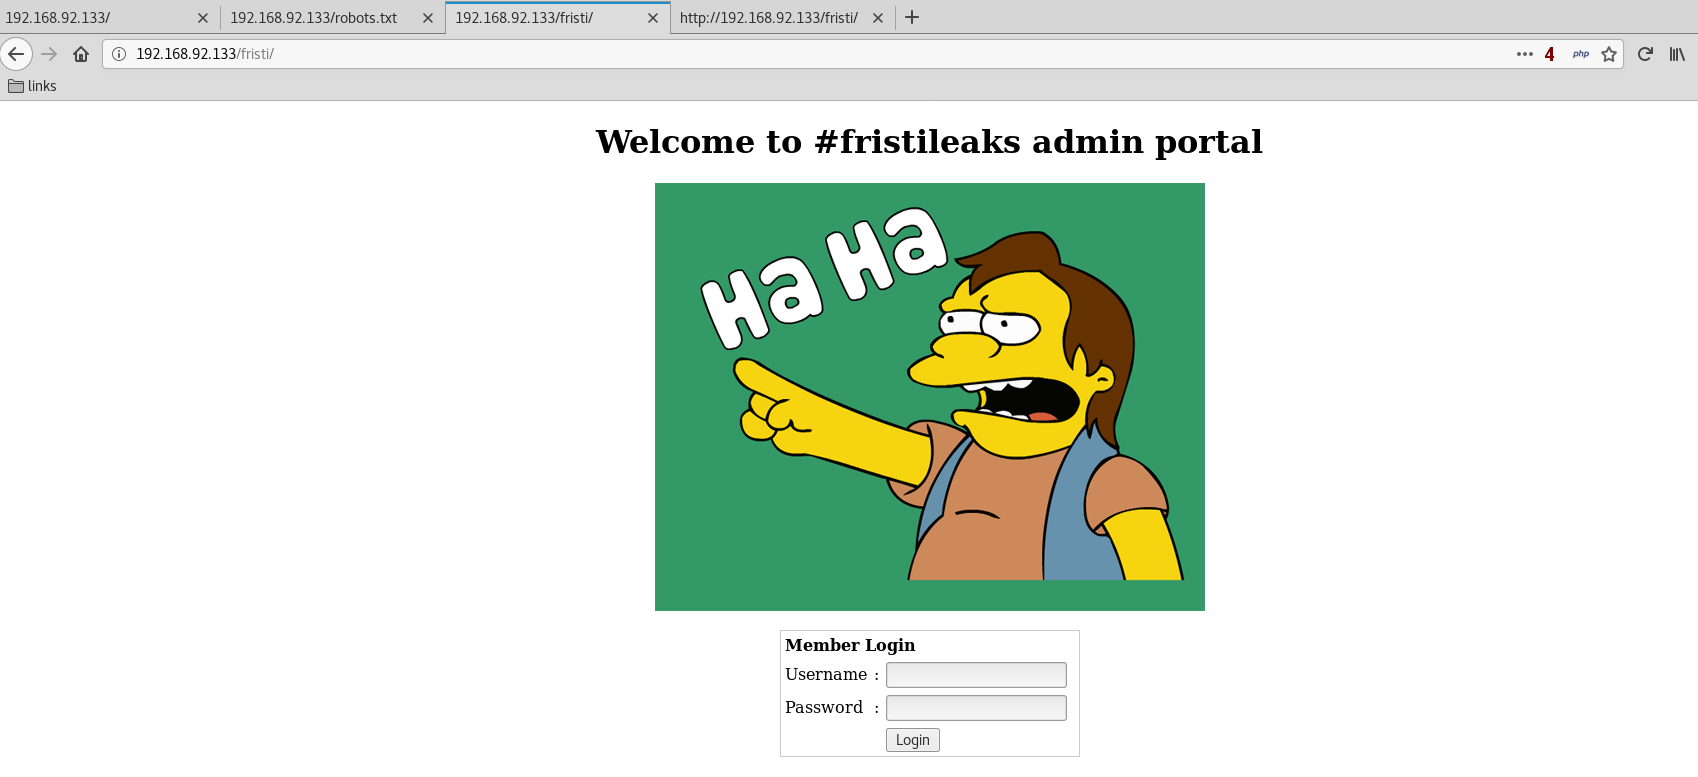 192.168.92.133/ 192.168.92.133/robots.txt 192.168.92.133/fristi/ http://192.168.92.133/fristi/
192.168.92.133/fristi/ 4 php
links
Welcome to #fristileaks admin portal
Ha Ha
Member Login
Username :
Password :
Login